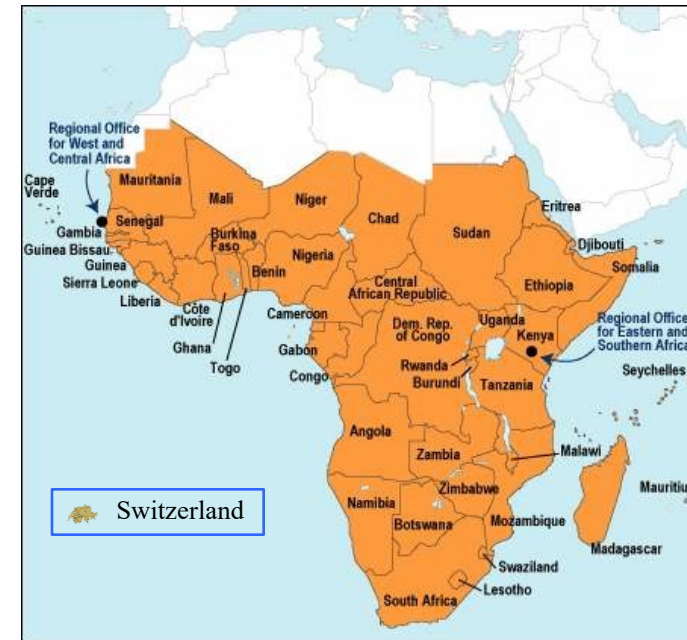 Regional Office
for West and
Central Africa
Cape
Verde
Mauritania
Mali
Niger
Chad
Sudan
Eritrea
Senegal
Gambia
Guinea Bissau
Guinea
Sierra Leone
Liberia
Burkina
Faso
Benin
Nigeria
Djibouti
Somalia
Ethiopia
Central
African Republic
Côte
d'Ivoire
Ghana
Togo
Cameroon
Gabon
Congo
Dem. Rep.
of Congo
Uganda
Kenya
Regional Office
for Eastern and
Southern Africa
Rwanda
Burundi
Tanzania
Seychelles
Angola
Zambia
Malawi
Zimbabwe
Mauritiu
Namibia
Botswana
Mozambique
Madagascar
Swaziland
Lesotho
South Africa
Switzerland